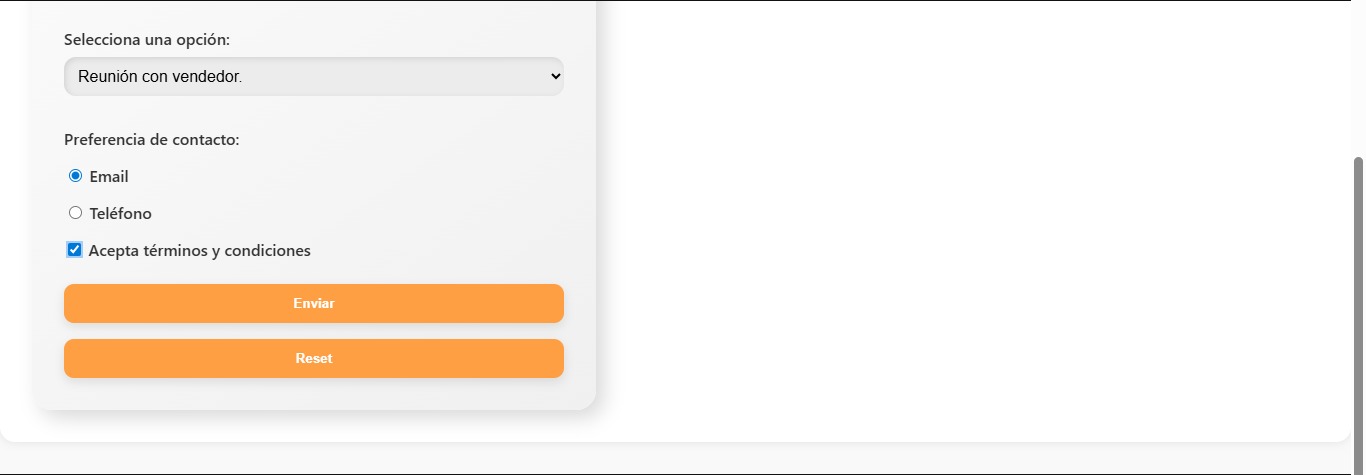 Selecciona una opción:
Reunión con vendedor.
Preferencia de contacto:
Email
Teléfono
Acepta términos y condiciones
Enviar
Reset